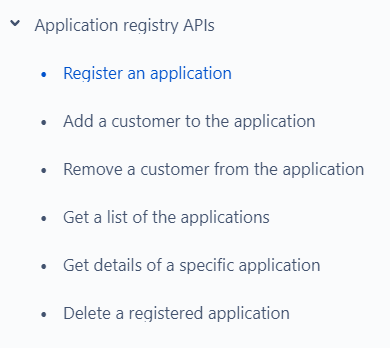 Application registry APIs
• Register an application
• Add a customer to the application
• Remove a customer from the application
• Get a list of the applications
• Get details of a specific application
• Delete a registered application